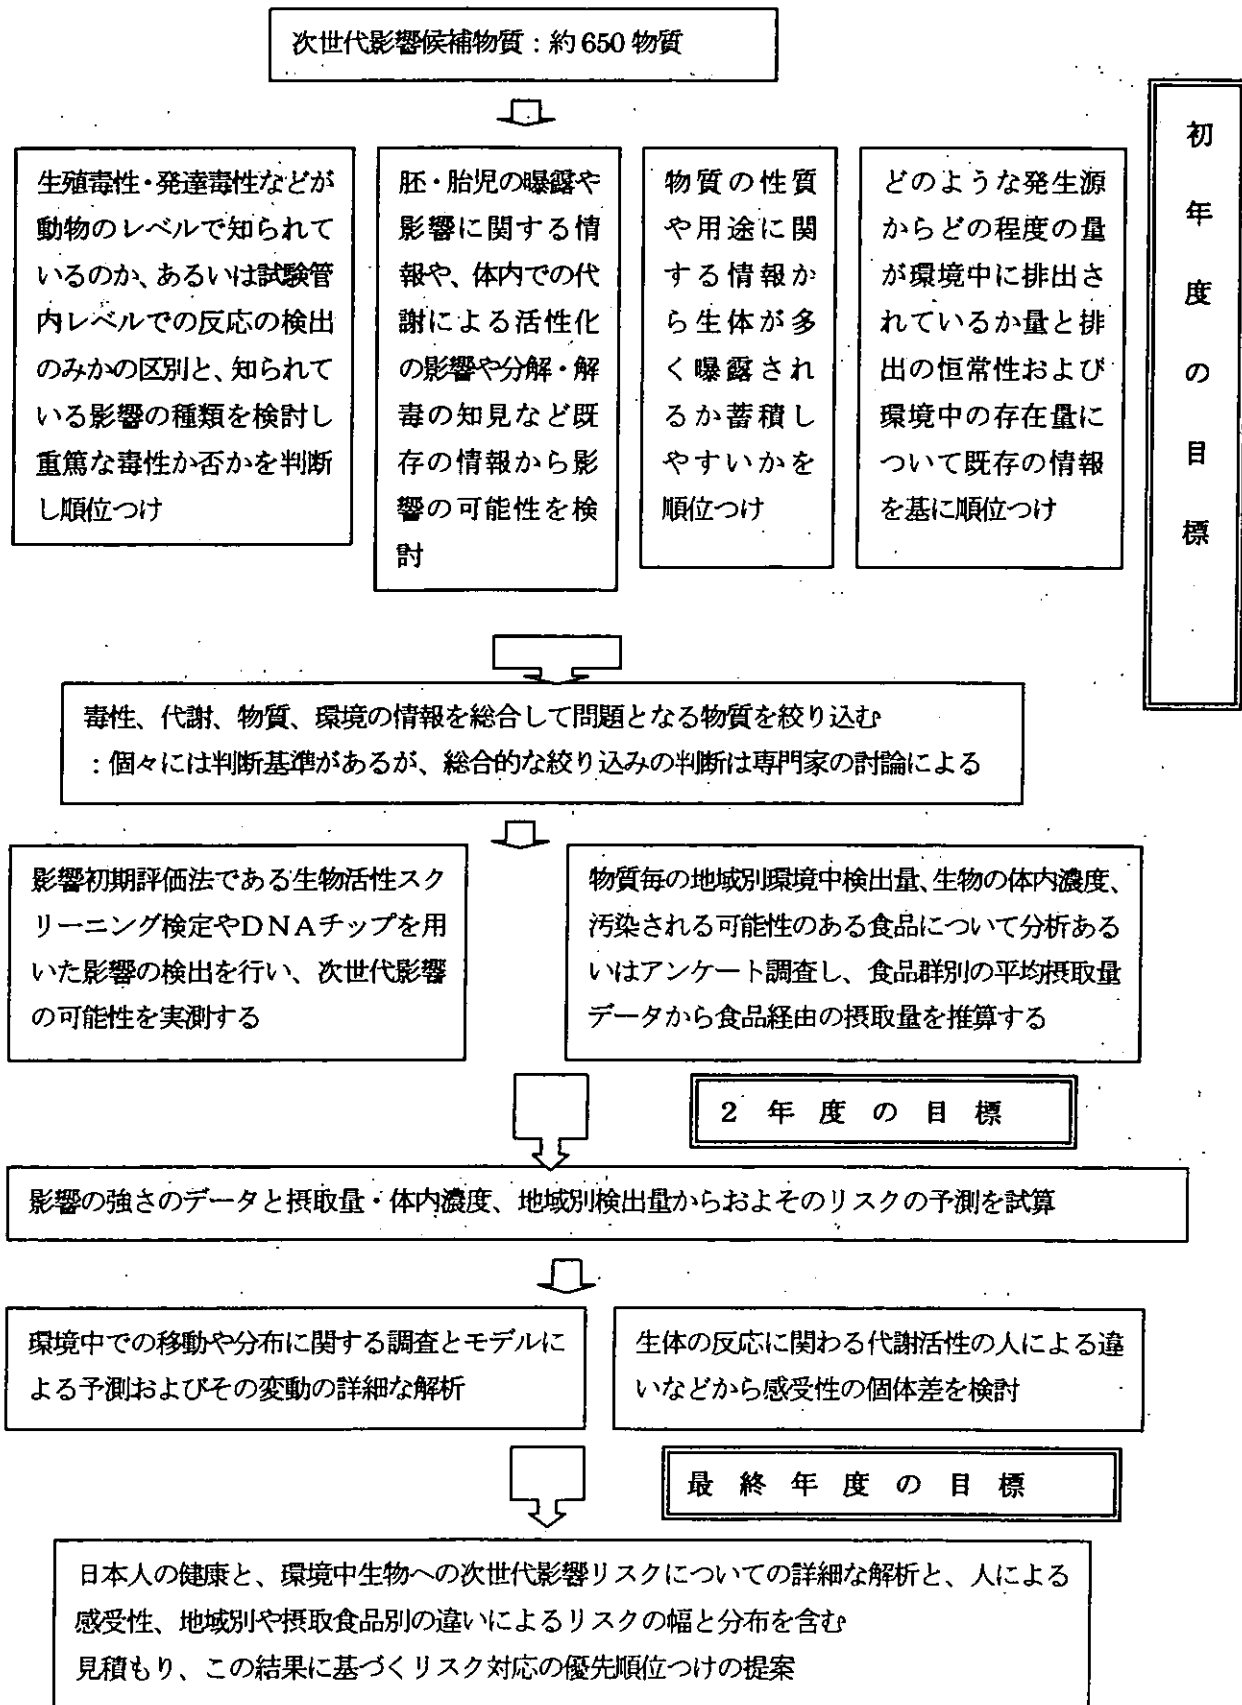 次世代影響候補物質：約650物質
初年度の目標
生殖毒性・発達毒性などが
動物のレベルで知られて
いるのか、あるいは試験管
内レベルでの反応の検出
のみかの区別と、知られて
いる影響の種類を検討し
重篤な毒性か否かを判断
し順位つけ
胚・胎児の曝露や
影響に関する情
報や、体内での代
謝による活性化
の影響や分解・解
毒の知見など既
存の情報から影
響の可能性を検
討
物質の性質
や用途に関
する情報か
ら生体が多
く曝露され
るか蓄積し
やすいかを
順位つけ
どのような発生源
からどの程度の量
が環境中に排出さ
れているか量と排
出の恒常性および
環境中の存在量に
ついて既存の情報
を基に順位つけ
毒性、代謝、物質、環境の情報を総合して問題となる物質を絞り込む
：個々には判断基準があるが、総合的な絞り込みの判断は専門家の討論による
影響初期評価法である生物活性スク
リーニング検定やDNAチップを用
いた影響の検出を行い、次世代影響
の可能性を実測する
物質毎の地域別環境中検出量、生物の体内濃度、
汚染される可能性のある食品について分析ある
いはアンケート調査し、食品群別の平均摂取量
データから食品経由の摂取量を推算する
2年度の目標
影響の強さのデータと摂取量・体内濃度、地域別検出量からおよそのリスクの予測を試算
環境中での移動や分布に関する調査とモデルに
よる予測およびその変動の詳細な解析
生体の反応に関わる代謝活性の人による違
いなどから感受性の個体差を検討
最終年度の目標
日本人の健康と、環境中生物への次世代影響リスクについての詳細な解析と、人による
感受性、地域別や摂取食品別の違いによるリスクの幅と分布を含む
見積もり、この結果に基づくリスク対応の優先順位つけの提案